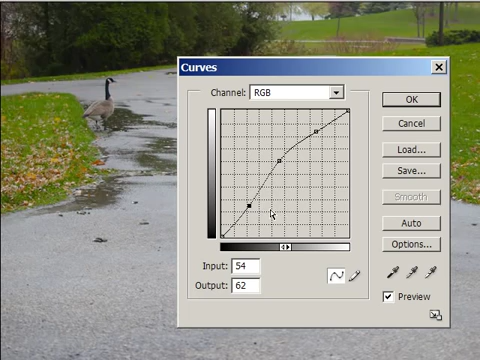 Curves
Channel: RGB
OK
Cancel
Load...
Save...
Smooth
Auto
Options...
Input: 54
Output: 62
Preview